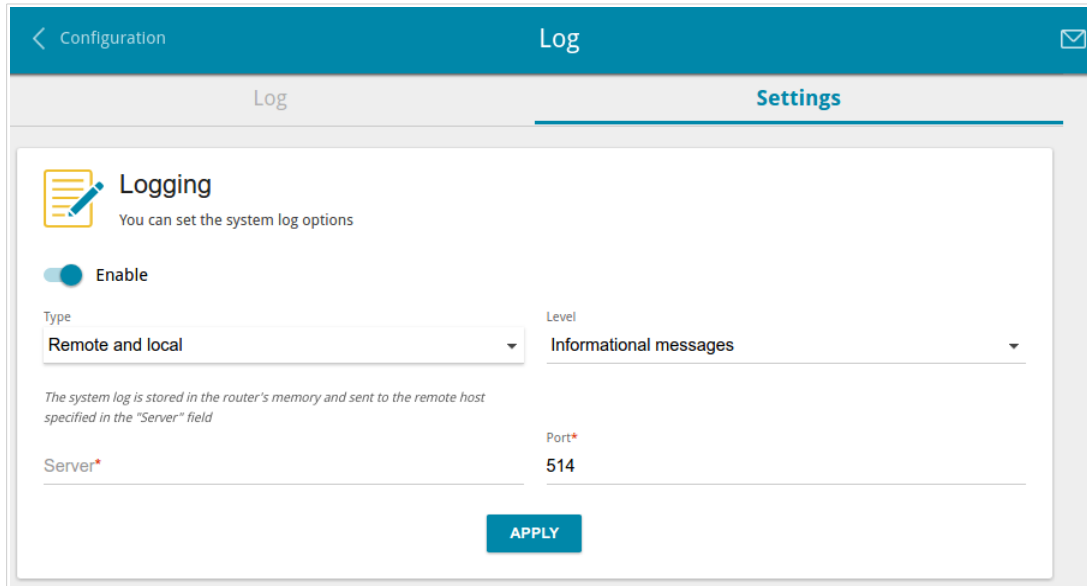 Configuration
Log
Log
Settings
Logging
You can set the system log options
Enable
Type
Level
Remote and local
Informational messages
The system log is stored in the router's memory and sent to the remote host
specified in the "Server" field
Port*
Server*
514
APPLY